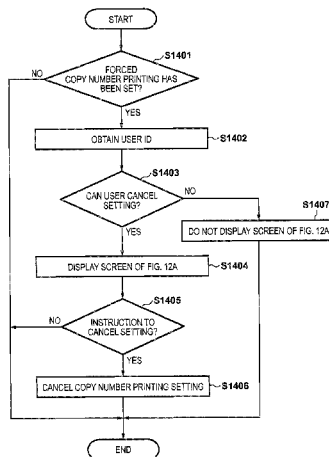 START
S1401
NO
FORCED
COPY NUMBER PRINTING HAS
BEEN SET?
YES
OBTAIN USER ID
S1402
S1403
CAN USER CANCEL
SETTING?
NO
S1407
YES
DO NOT DISPLAY SCREEN OF FIG. 12A
DISPLAY SCREEN OF FIG. 12A
S1404
S1405
NO
INSTRUCTION TO
CANCEL SETTING?
YES
CANCEL COPY NUMBER PRINTING SETTING
S1406
END